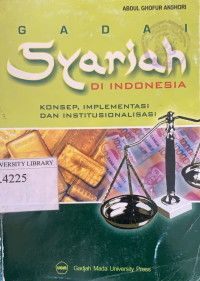 ABDUL GHOFUR ANSHORI
GADAI
Syariah
DI INDONESIA
KONSEP, IMPLEMENTASI
DAN INSTITUSIONALISASI
VERSITY LIBRARY
.4225
Gadjah Mada University Press